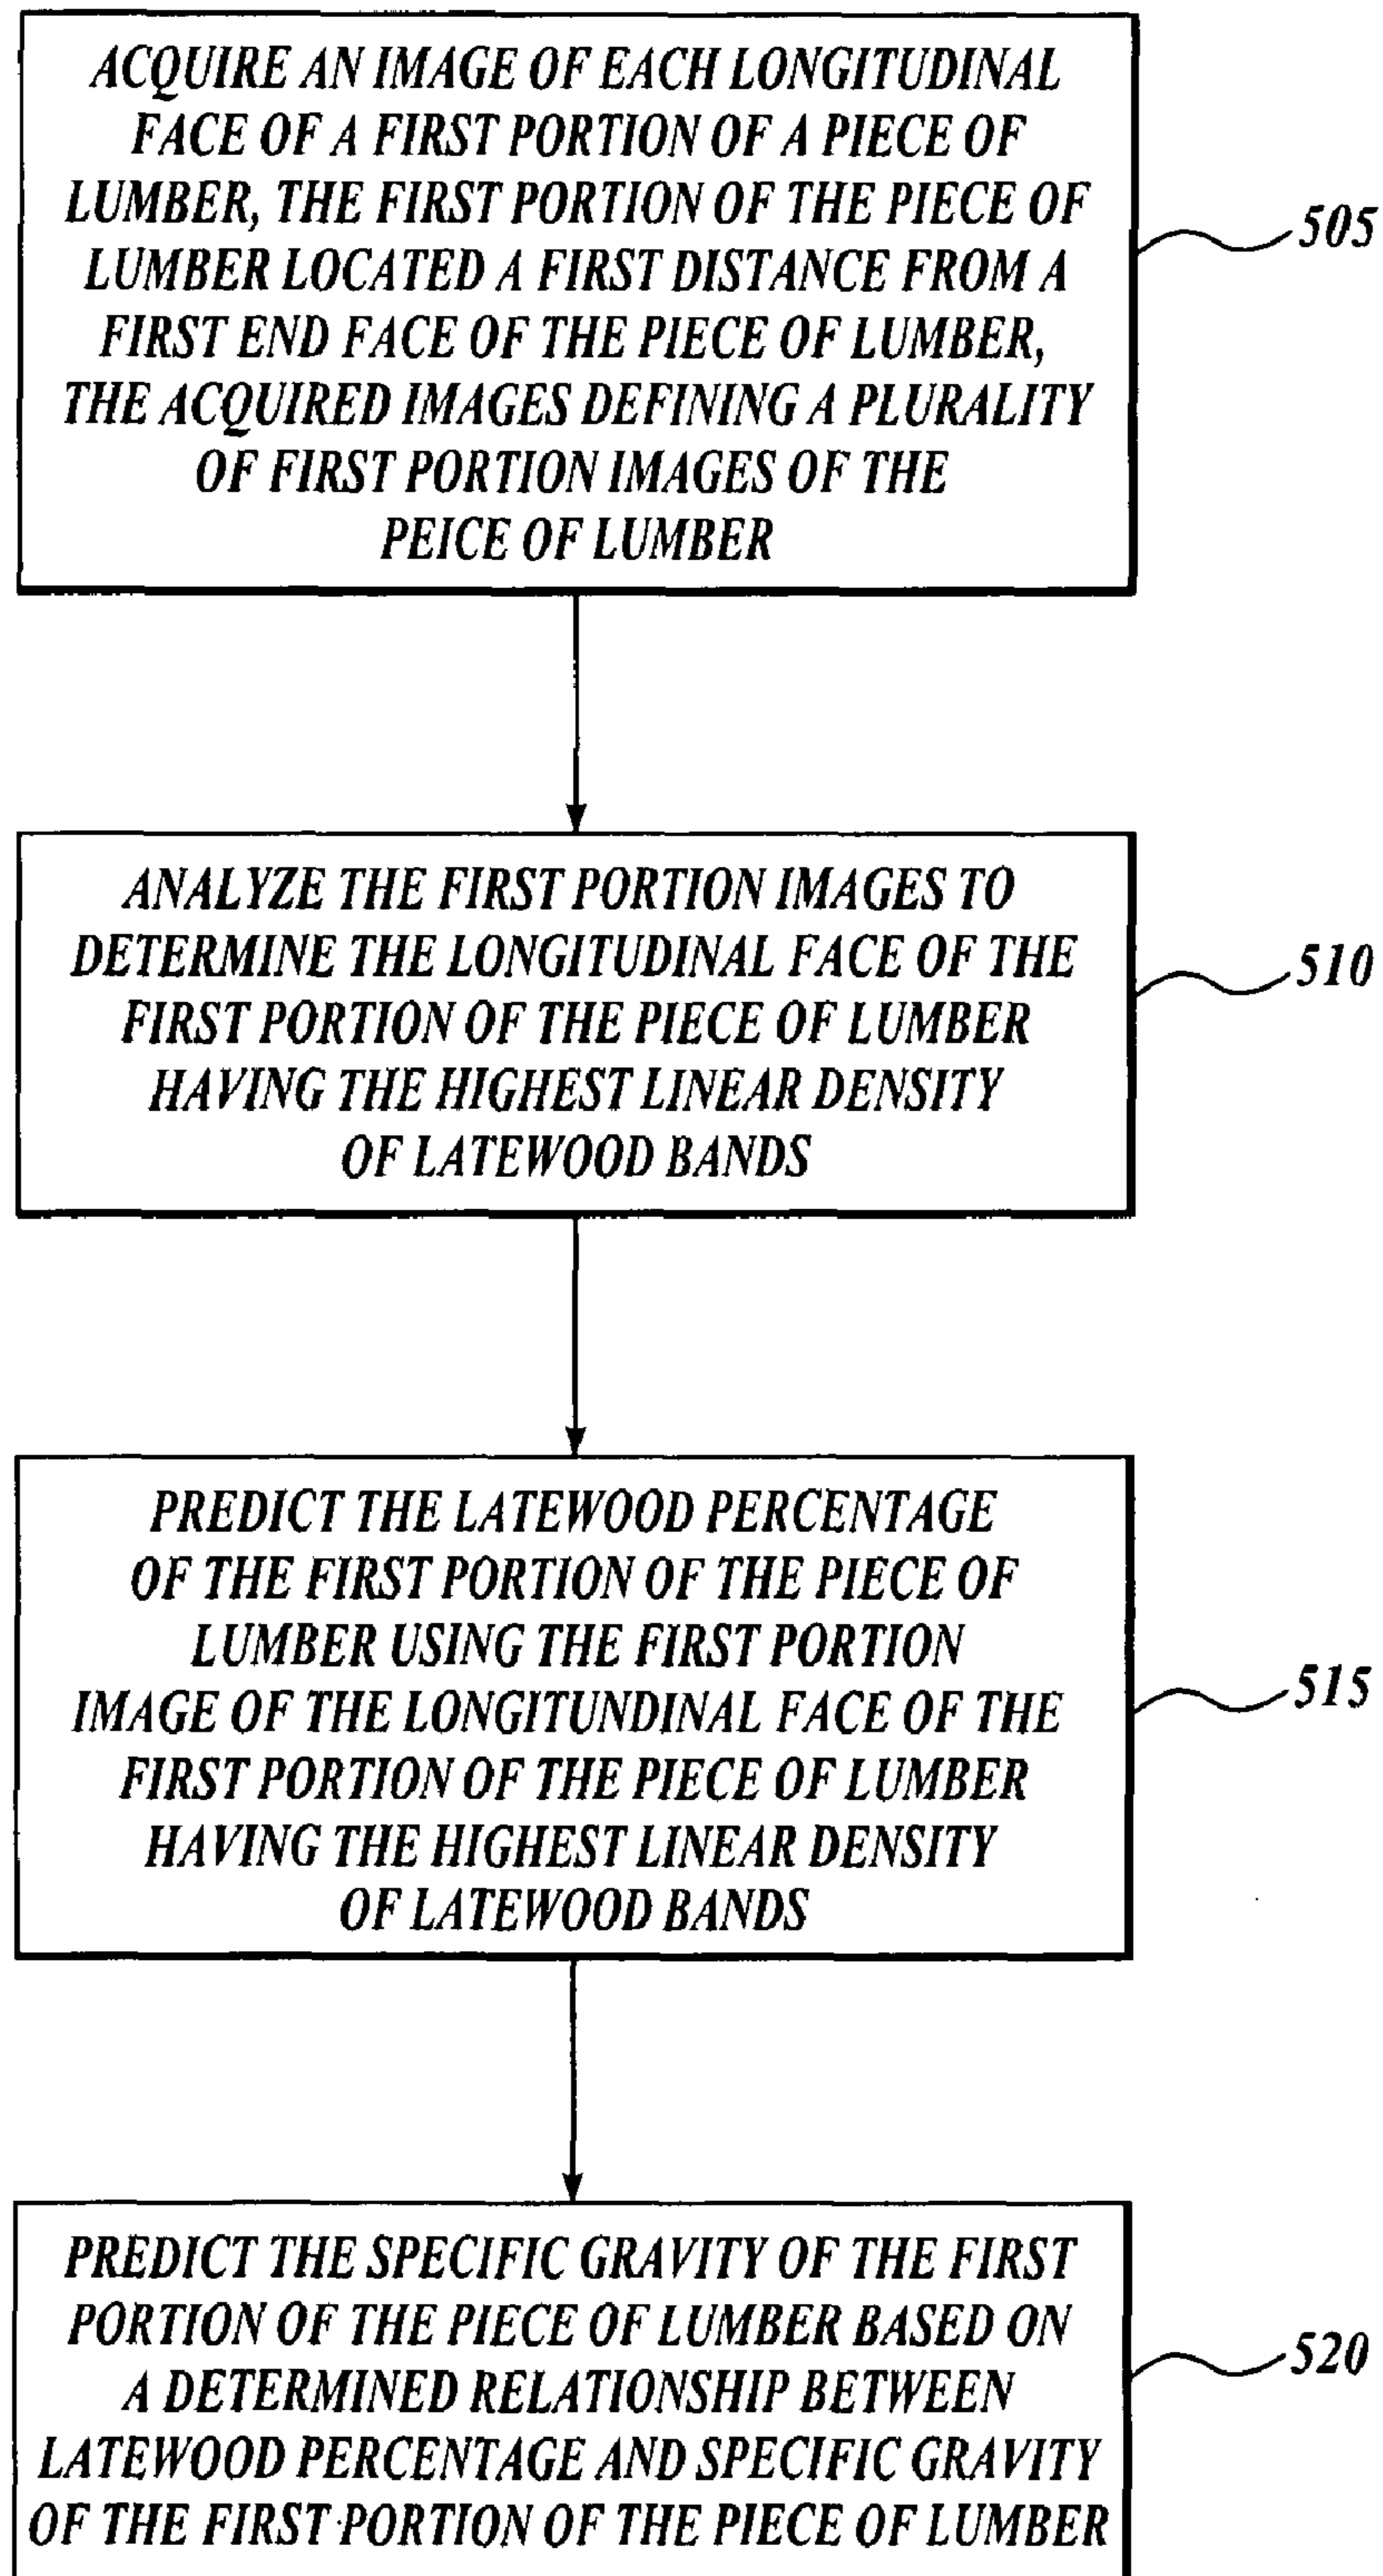 ACQUIRE AN IMAGE OF EACH LONGITUDINAL
FACE OF A FIRST PORTION OF A PIECE OF
LUMBER, THE FIRST PORTION OF THE PIECE OF
LUMBER LOCATED A FIRST DISTANCE FROM A
FIRST END FACE OF THE PIECE OF LUMBER,
THE ACQUIRED IMAGES DEFINING A PLURALITY
OF FIRST PORTION IMAGES OF THE
PEICE OF LUMBER
505
ANALYZE THE FIRST PORTION IMAGES TO
DETERMINE THE LONGITUDINAL FACE OF THE
FIRST PORTION OF THE PIECE OF LUMBER
HAVING THE HIGHEST LINEAR DENSITY
OF LATEWOOD BANDS
510
PREDICT THE LATEWOOD PERCENTAGE
OF THE FIRST PORTION OF THE PIECE OF
LUMBER USING THE FIRST PORTION
IMAGE OF THE LONGITUNDINAL FACE OF THE
FIRST PORTION OF THE PIECE OF LUMBER
HAVING THE HIGHEST LINEAR DENSITY
OF LATEWOOD BANDS
515
PREDICT THE SPECIFIC GRAVITY OF THE FIRST
PORTION OF THE PIECE OF LUMBER BASED ON
A DETERMINED RELATIONSHIP BETWEEN
LATEWOOD PERCENTAGE AND SPECIFIC GRAVITY
OF THE FIRST PORTION OF THE PIECE OF LUMBER
520